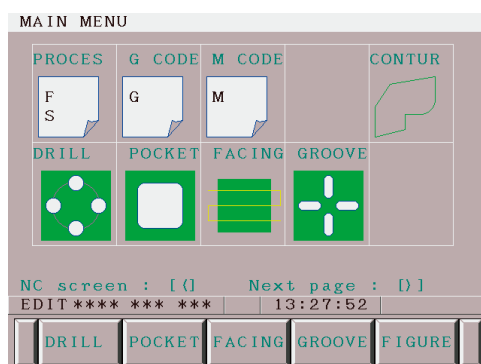 MAIN MENU
PROCES G CODE M CODE CONTUR
F G M
S
DRILL POCKET FACING GROOVE
NC screen : [(] Next page : [)]
EDIT**** *** *** 13:27:52
DRILL POCKET FACING GROOVE FIGURE